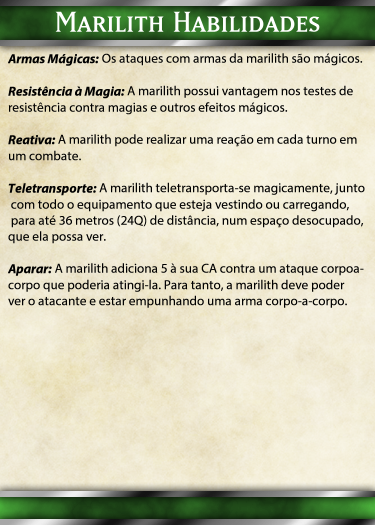 Marilith Habilidades
Armas Mágicas: Os ataques com armas da marilith são mágicos.
Resistência à Magia: A marilith possui vantagem nos testes de
resistência contra magias e outros efeitos mágicos.
Reativa: A marilith pode realizar uma reação em cada turno em
um combate.
Teletransporte: A marilith teletransporta-se magicamente, junto
com todo o equipamento que esteja vestindo ou carregando,
para até 36 metros (24Q) de distância, num espaço desocupado,
que ela possa ver.
Aparar: A marilith adiciona 5 à sua CA contra um ataque corpoa-
corpo que poderia atingi-la. Para tanto, a marilith deve poder
ver o atacante e estar empunhando uma arma corpo-a-corpo.